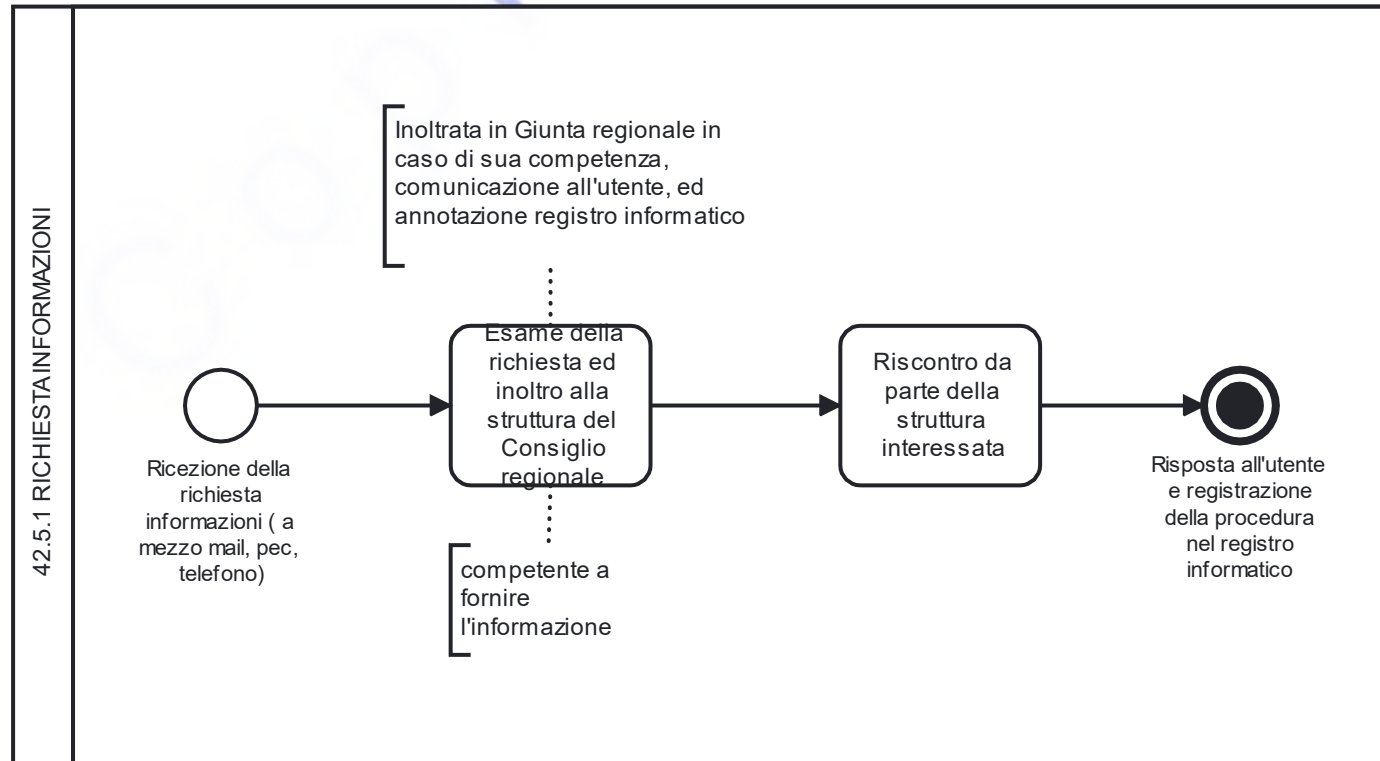 42.5.1 RICHIESTAINFORMAZIONI
Inoltrata in Giunta regionale in
caso di sua competenza,
comunicazione all'utente, ed
annotazione registro informatico
Ricezione della
richiesta
informazioni ( a
mezzo mail, pec,
telefono)
Esame della
richiesta ed
inoltro alla
struttura del
Consiglio
regionale
competente a
fornire
l'informazione
Riscontro da
parte della
struttura
interessata
Risposta all'utente
e registrazione
della procedura
nel registro
informatico